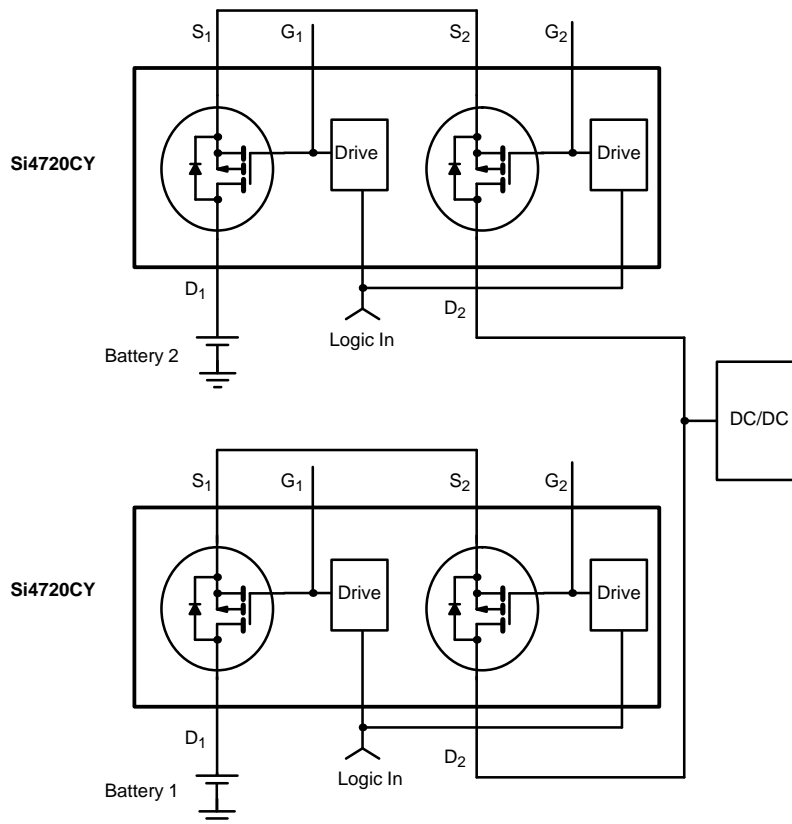 S1 G1 S2 G2
Si4720CY
Drive Drive
D1 D2
Logic In
Battery 2
DC/DC
S1 G1 S2 G2
Si4720CY
Drive Drive
D1 D2
Logic In
Battery 1